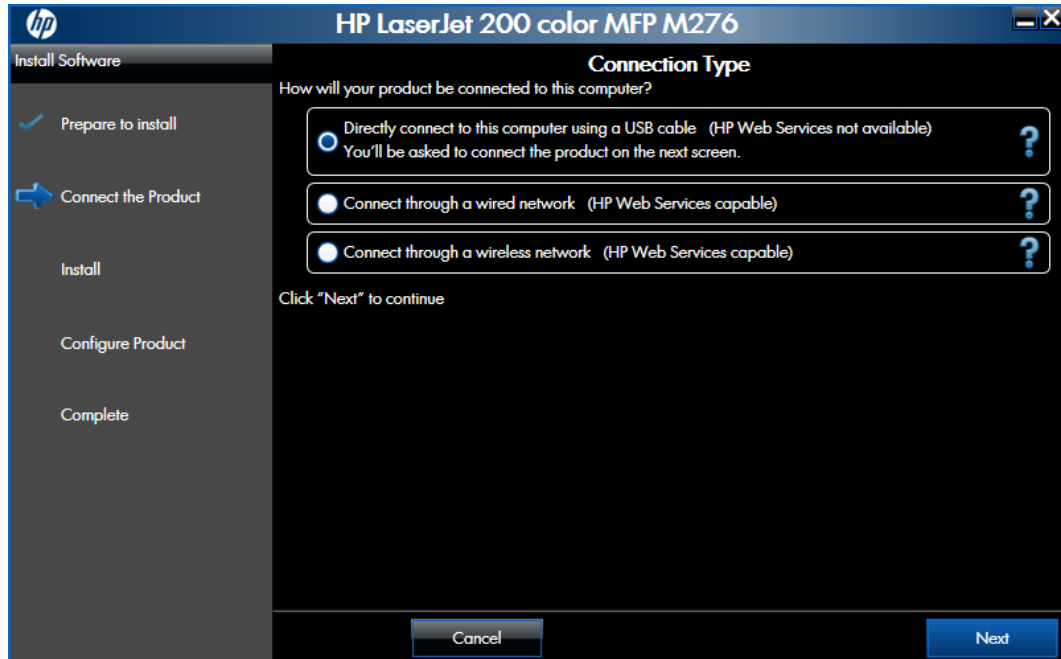 hp
HP LaserJet 200 color MFP M276
Install Software
Prepare to install
Connect the Product
Install
Configure Product
Complete
Connection Type
How will your product be connected to this computer?
Directly connect to this computer using a USB cable (HP Web Services not available)
You'll be asked to connect the product on the next screen.
?
Connect through a wired network (HP Web Services capable)
?
Connect through a wireless network (HP Web Services capable)
?
Click "Next" to continue
Cancel
Next